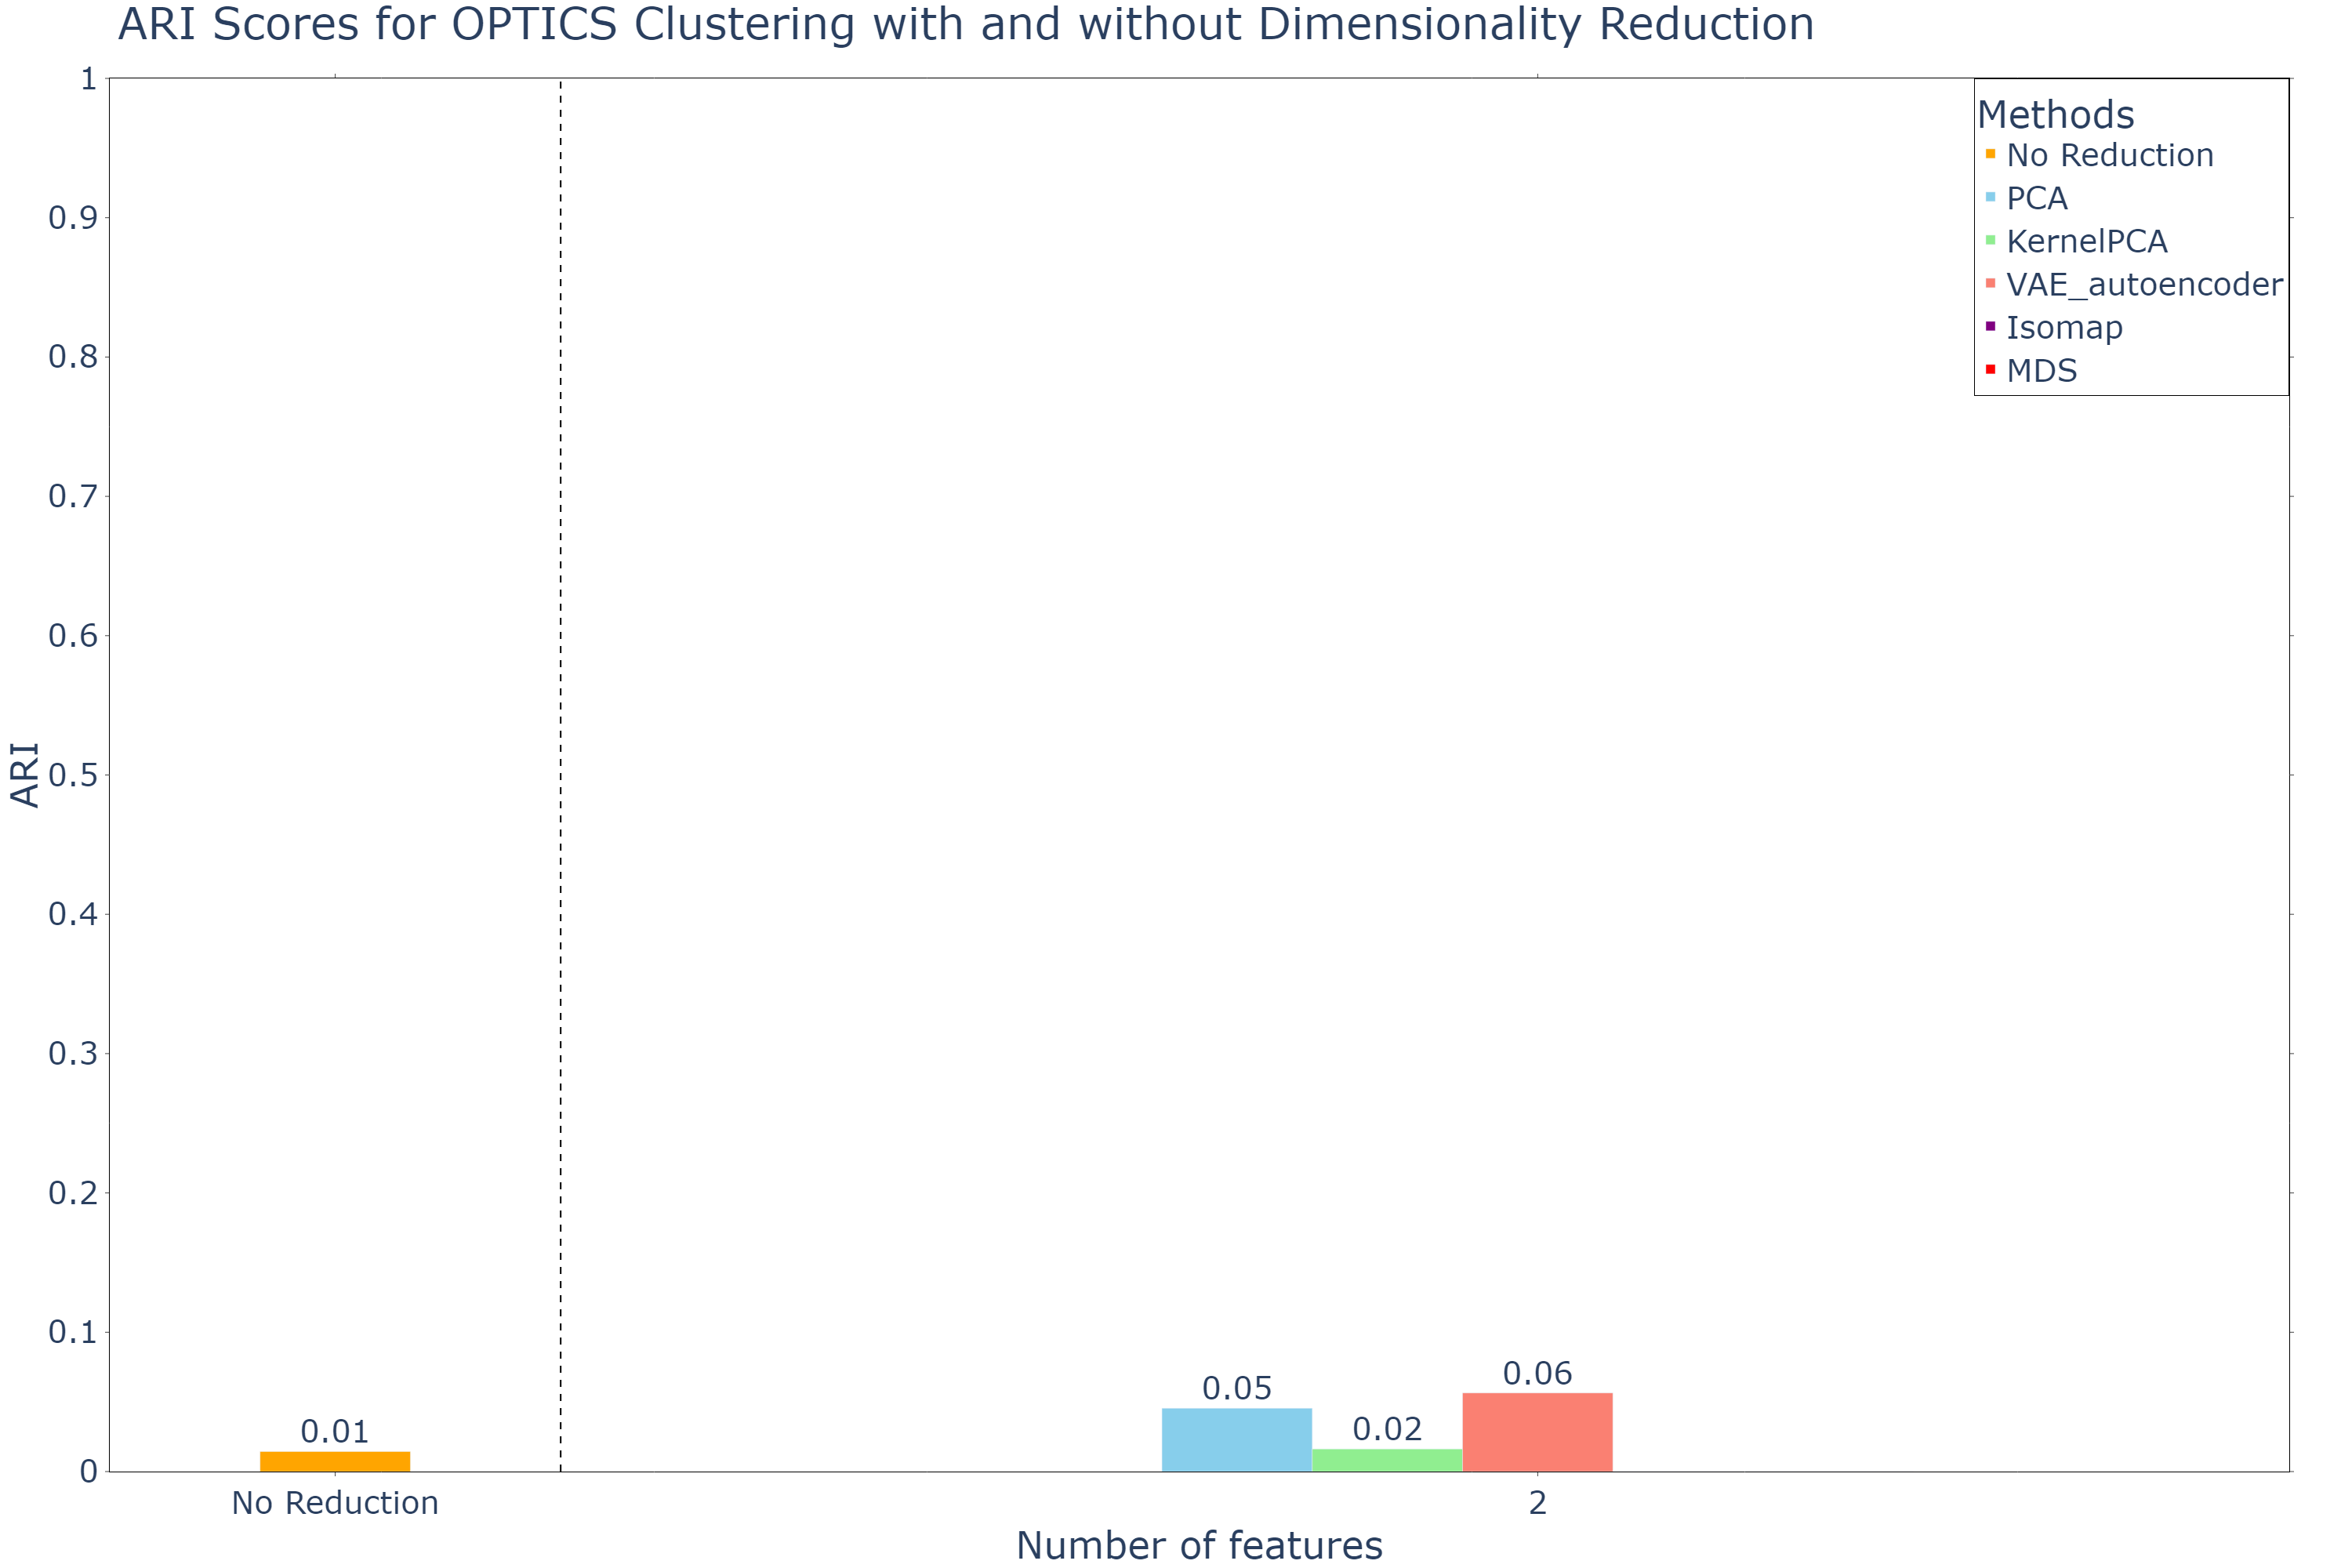 ARI Scores for OPTICS Clustering with and without Dimensionality Reduction
Methods
No Reduction
PCA
KernelPCA
VAE_autoencoder
Isomap
MDS
ARI
1
0.9
0.8
0.7
0.6
0.5
0.4
0.3
0.2
0.1
0
0.01
0.05
0.02
0.06
No Reduction
2
Number of features